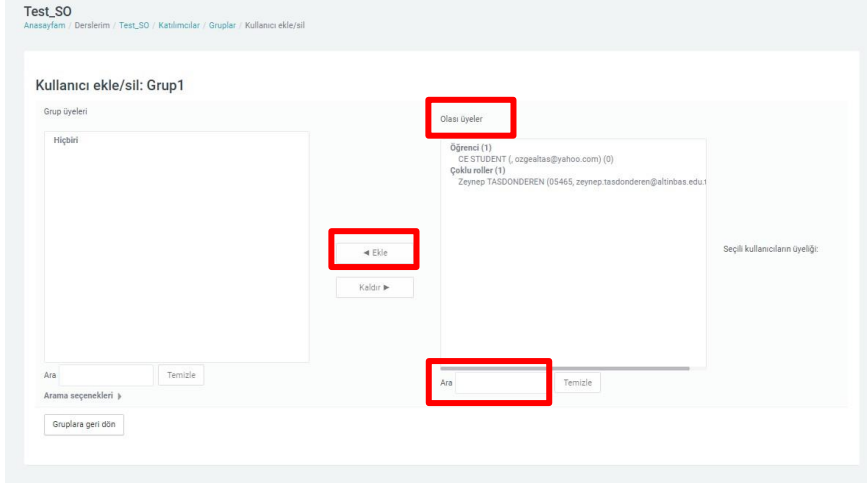 Test_SO
Anasayfam / Derslerim / Test_SO / Katılımcılar / Gruplar / Kullanıcı ekle/sil
Kullanıcı ekle/sil: Grup1
Grup üyeleri
Hiçbiri
Ara
Temizle
Arama seçenekleri
Gruplara geri dön
◄ Ekle
Kaldır ►
Olası üyeler
Öğrenci (1)
CE STUDENT (, ozgealtas@yahoo.com) (0)
Çoklu roller (1)
Zeynep TASDONDEREN (05465, zeynep.tasdonderen@altinbas.edu.t
Ara
Temizle
Seçili kullanıcıların üyeliği: